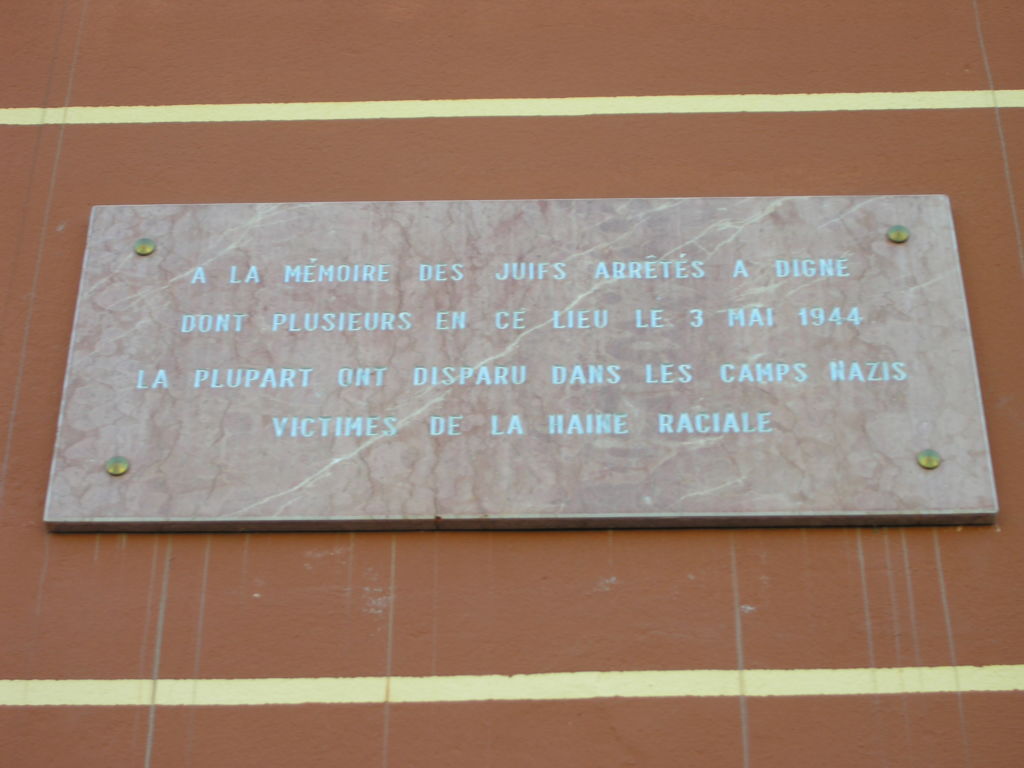 A LA MÉMOIRE DES JUIFS ARRÊTÉS A DIGNE
DONT PLUSIEURS EN CE LIEU LE 3 MAI 1944
LA PLUPART ONT DISPARU DANS LES CAMPS NAZIS
VICTIMES DE LA HAINE RACIALE